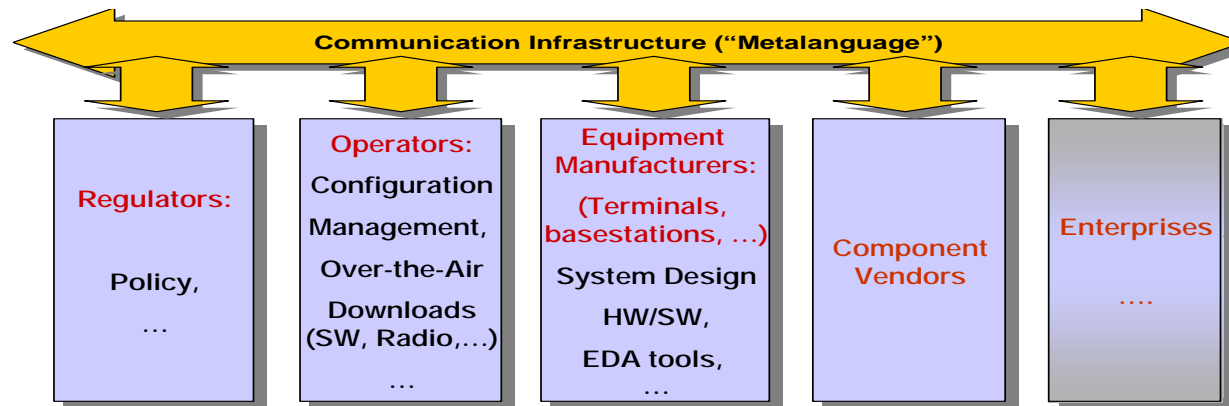 Communication Infrastructure (“Metalanguage”)
Regulators:
Policy,
…
Operators:
Configuration
Management,
Over-the-Air
Downloads
(SW, Radio,…)
…
Equipment
Manufacturers:
(Terminals,
basestations, …)
System Design
HW/SW,
EDA tools,
…
Component
Vendors
Enterprises
….